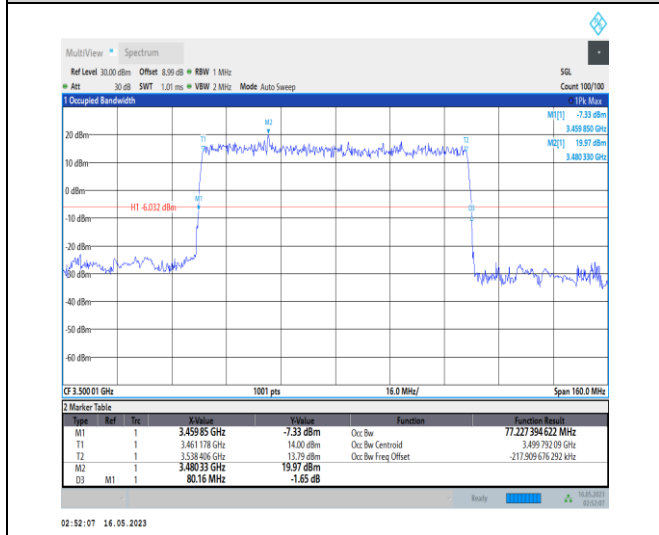 MultiView Spectrum
Ref Level 30.00 dBm Offset 8.99 dB RBW 1 MHz SGL
Att 30 dB SWT 1.01 ms VBW 2 MHz Mode Auto Sweep Count 100/100
1 Occupied Bandwidth 1Pk Max
M1[1] -7.33 dBm
3.459 850 GHz
M2[1] 19.97 dBm
3.480 330 GHz
M2
20 dBm
T1
T2
10 dBm
0 dBm
M1
H1 -6.032 dBm
D3
-10 dBm
-20 dBm
-30 dBm
-40 dBm
-50 dBm
-60 dBm
CF 3.500 01 GHz 1001 pts 16.0 MHz/ Span 160.0 MHz
2 Marker Table
Type Ref Trc X-Value Y-Value Function Function Result
M1 1 3.459 85 GHz -7.33 dBm Occ Bw 77.227 394 622 MHz
T1 1 3.461 178 GHz 14.00 dBm Occ Bw Centroid 3.499 792 09 GHz
T2 1 3.538 406 GHz 13.79 dBm Occ Bw Freq Offset -217.909 676 292 kHz
M2 1 3.480 33 GHz 19.97 dBm
D3 M1 1 80.16 MHz -1.65 dB
Ready 16.05.2023
02:52:07
02:52:07 16.05.2023